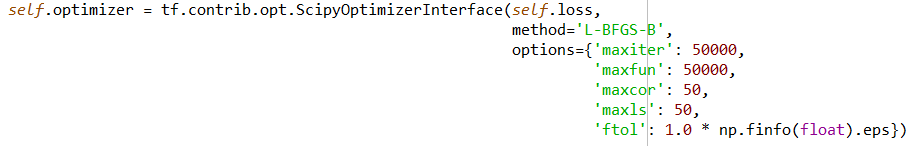 self.optimizer = tf.contrib.opt.ScipyOptimizerInterface(self.loss,
method='L-BFGS-B',
options={'maxiter': 50000,
'maxfun': 50000,
'maxcor': 50,
'maxls': 50,
'ftol': 1.0 * np.finfo(float).eps})